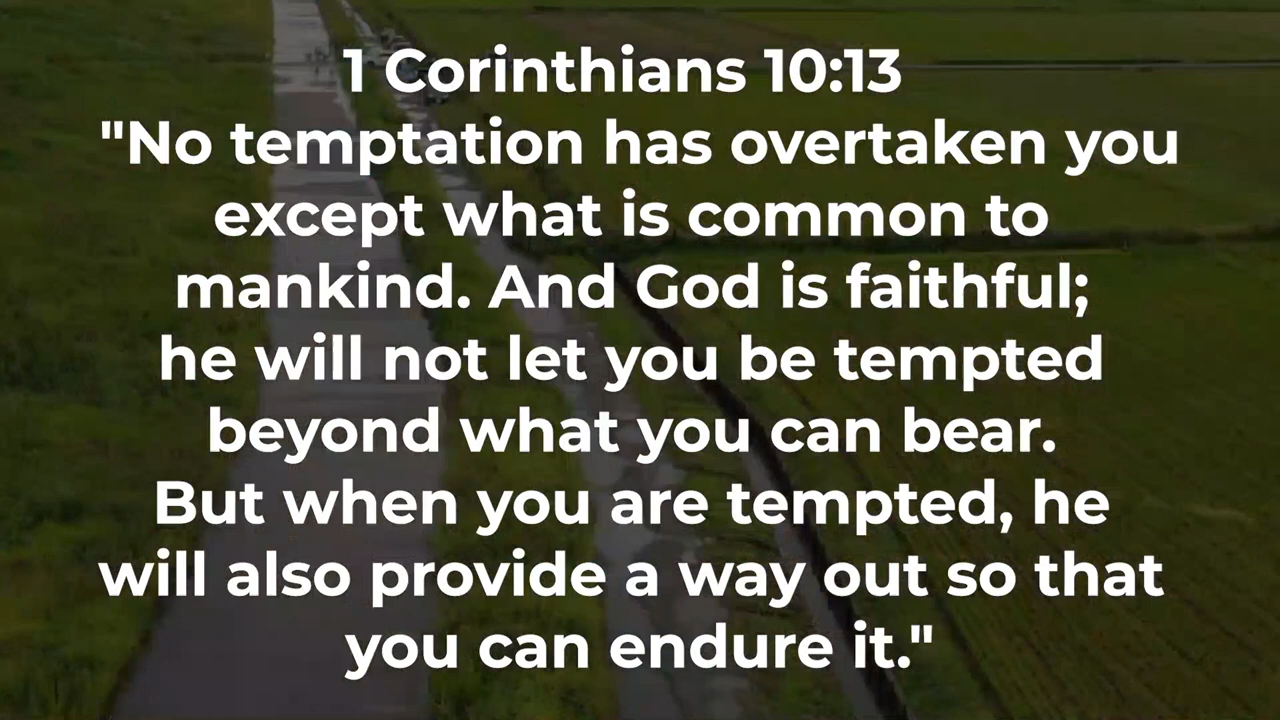 1 Corinthians 10:13
"No temptation has overtaken you
except what is common to
mankind. And God is faithful;
he will not let you be tempted
beyond what you can bear.
But when you are tempted, he
will also provide a way out so that
you can endure it."